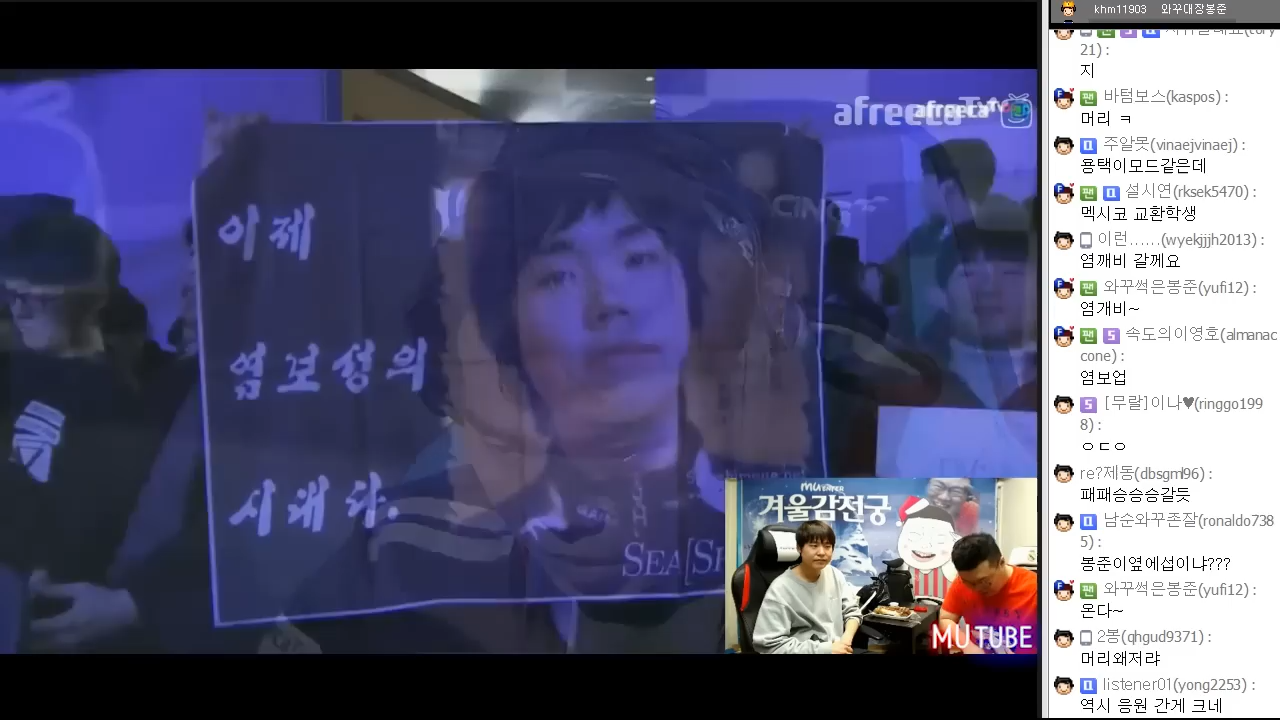 khm11903 와꾸대장봉준
21) :
지
바텀보스(kaspos) :
머리 ㅋ
주알못(vinaejvinaej) :
용택이모드같은데
설시연(rksek5470) :
멕시코 교환학생
이런......(wyekjjjh2013) :
염깨비 갈께요
와꾸썩은봉준(yufi12) :
염개비~
속도의이영호(almanac
cone) :
염보업
[무랄]이나♥(ringgo199
8) :
ㅇㄷㅇ
re?제동(dbsgml96) :
패패승승승갈듯
남순와꾸존잘(ronaldo738
5) :
봉준이옆에섭이냐???
와꾸썩은봉준(yufi12) :
온다~
2봉(qhgud9371) :
머리왜저랴
listener01(yong2253) :
역시 응원 간게 크네
afreeca
afreecaTV
이제
염보성의
시대다.
SEA[S
겨울감전궁
MU TUBE